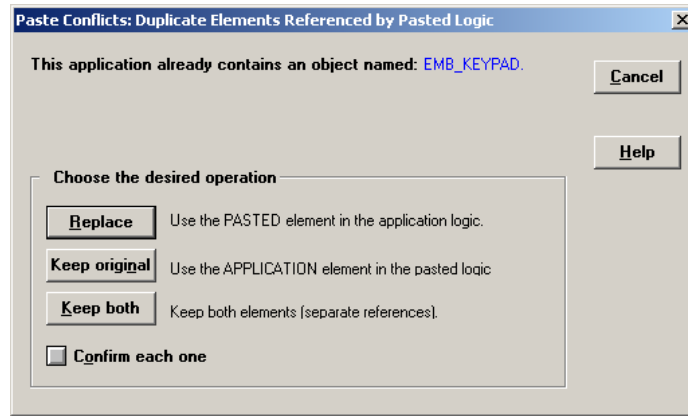 Paste Conflicts: Duplicate Elements Referenced by Pasted Logic
This application already contains an object named: EMB_KEYPAD.
Cancel
Help
Choose the desired operation
Replace Use the PASTED element in the application logic.
Keep original Use the APPLICATION element in the pasted logic
Keep both Keep both elements (separate references).
Confirm each one